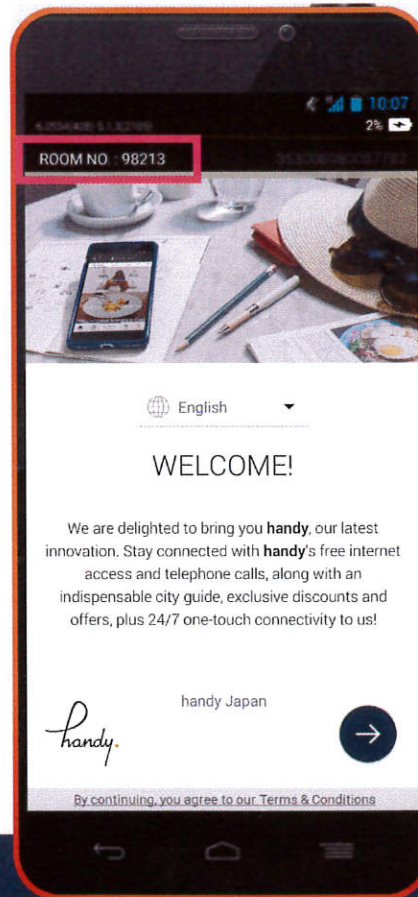 10:07
2%
ROOM NO. : 98213
English
WELCOME!
We are delighted to bring you handy, our latest
innovation. Stay connected with handy's free internet
access and telephone calls, along with an
indispensable city guide, exclusive discounts and
offers, plus 24/7 one-touch connectivity to us!
handy Japan
handy.
By continuing, you agree to our Terms & Conditions